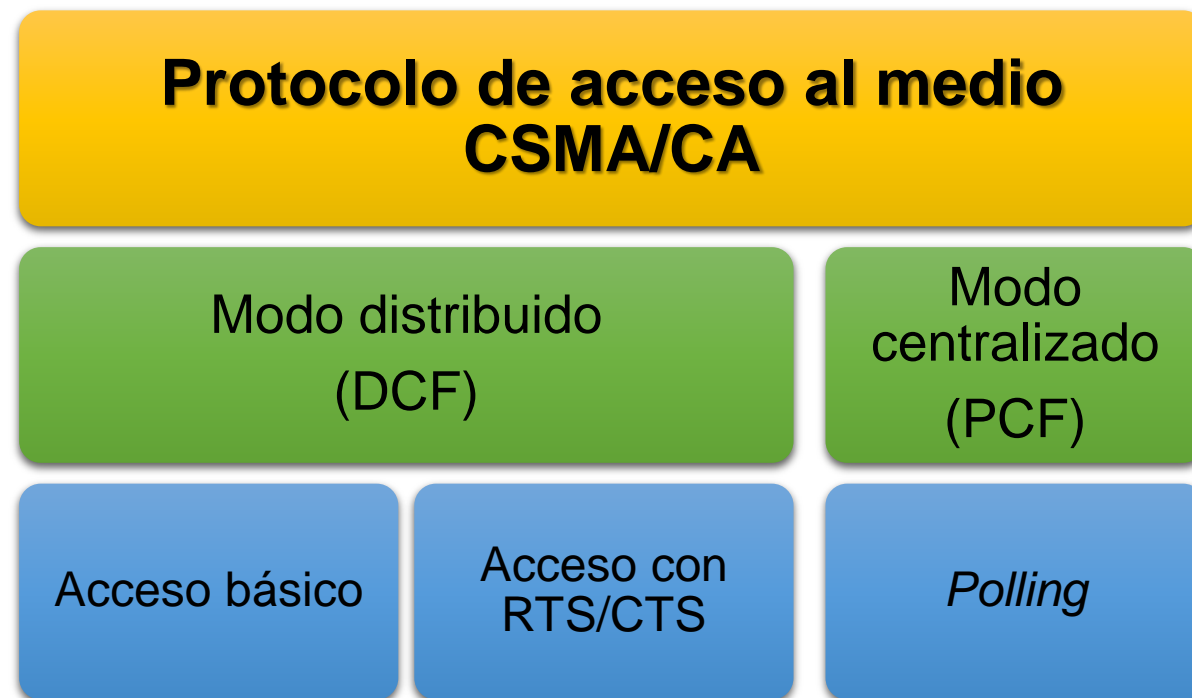 Protocolo de acceso al medio
CSMA/CA
Modo distribuido
(DCF)
Modo
centralizado
(PCF)
Acceso básico
Acceso con
RTS/CTS
Polling